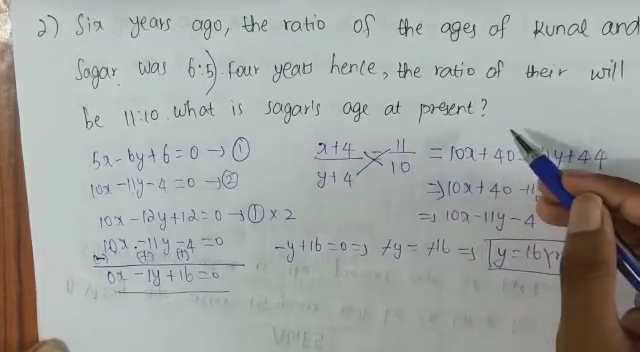 2) Six years ago, the ratio of the ages of Kunal and
Sagar was 6:5) Four years hence, the ratio of their will
be 11:10. What is sagar's age at present?
5x-6y+6=0 → ①
10x-11y-4=0 → ②
10x-12y+12=0 → ① x 2
10x-11y-4=0
(+) (+)
0x-1y+16=0
x+4/y+4 = 11/10 = 10x+40 11y+44
⇒ 10x+40-11y
⇒ 10x-11y-4
-y+16=0 ⇒ +y=+16 ⇒ y=16